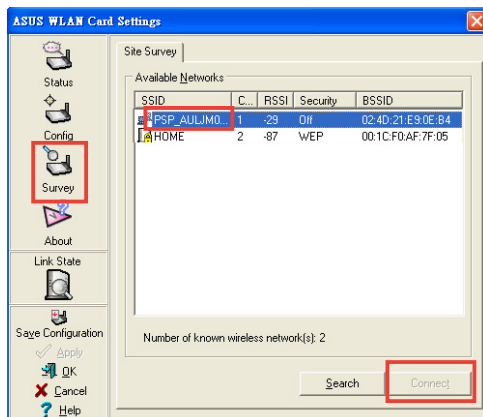 ASUS WLAN Card Settings
Status
Config
Survey
About
Link State
Save Configuration
Apply
OK
Cancel
Help
Site Survey
Available Networks
SSID C... RSSI Security BSSID
PSP_AULJM0... 1 -29 Off 02:4D:21:E9:0E:B4
HOME 2 -87 WEP 00:1C:F0:AF:7F:05
Number of known wireless network(s): 2
Search Connect